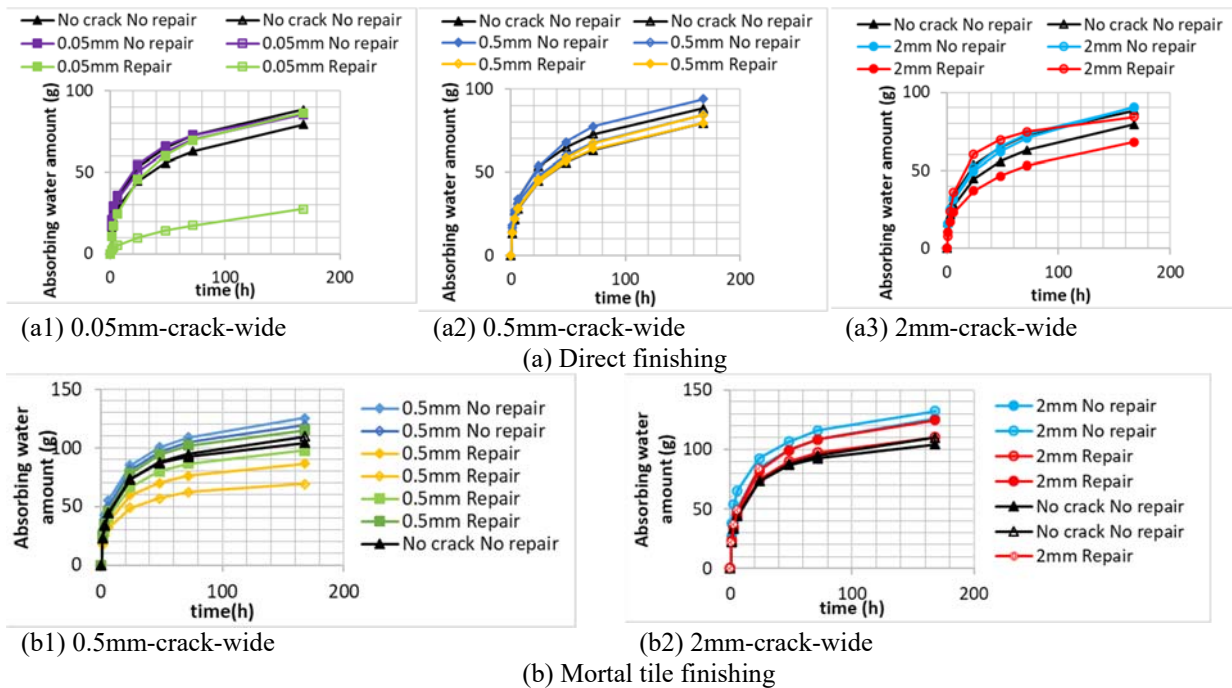 No crack No repair
No crack No repair
0.05mm No repair
0.05mm No repair
0.05mm Repair
0.05mm Repair
Absorbing water amount (g)
100
50
0
0
100
200
time (h)
(a1) 0.05mm-crack-wide
No crack No repair
No crack No repair
0.5mm No repair
0.5mm No repair
0.5mm Repair
0.5mm Repair
Absorbing water amount (g)
100
50
0
0
100
200
time (h)
(a2) 0.5mm-crack-wide
No crack No repair
No crack No repair
2mm No repair
2mm No repair
2mm Repair
2mm Repair
Absorbing water amount (g)
100
50
0
0
100
200
time (h)
(a3) 2mm-crack-wide
(a) Direct finishing
Absorbing water
amount (g)
150
100
50
0
0
100
200
time(h)
0.5mm No repair
0.5mm No repair
0.5mm Repair
0.5mm Repair
0.5mm Repair
0.5mm Repair
No crack No repair
(b1) 0.5mm-crack-wide
Absorbing water
amount (g)
150
100
50
0
0
100
200
time (h)
2mm No repair
2mm No repair
2mm Repair
2mm Repair
No crack No repair
No crack No repair
2mm Repair
(b2) 2mm-crack-wide
(b) Mortal tile finishing